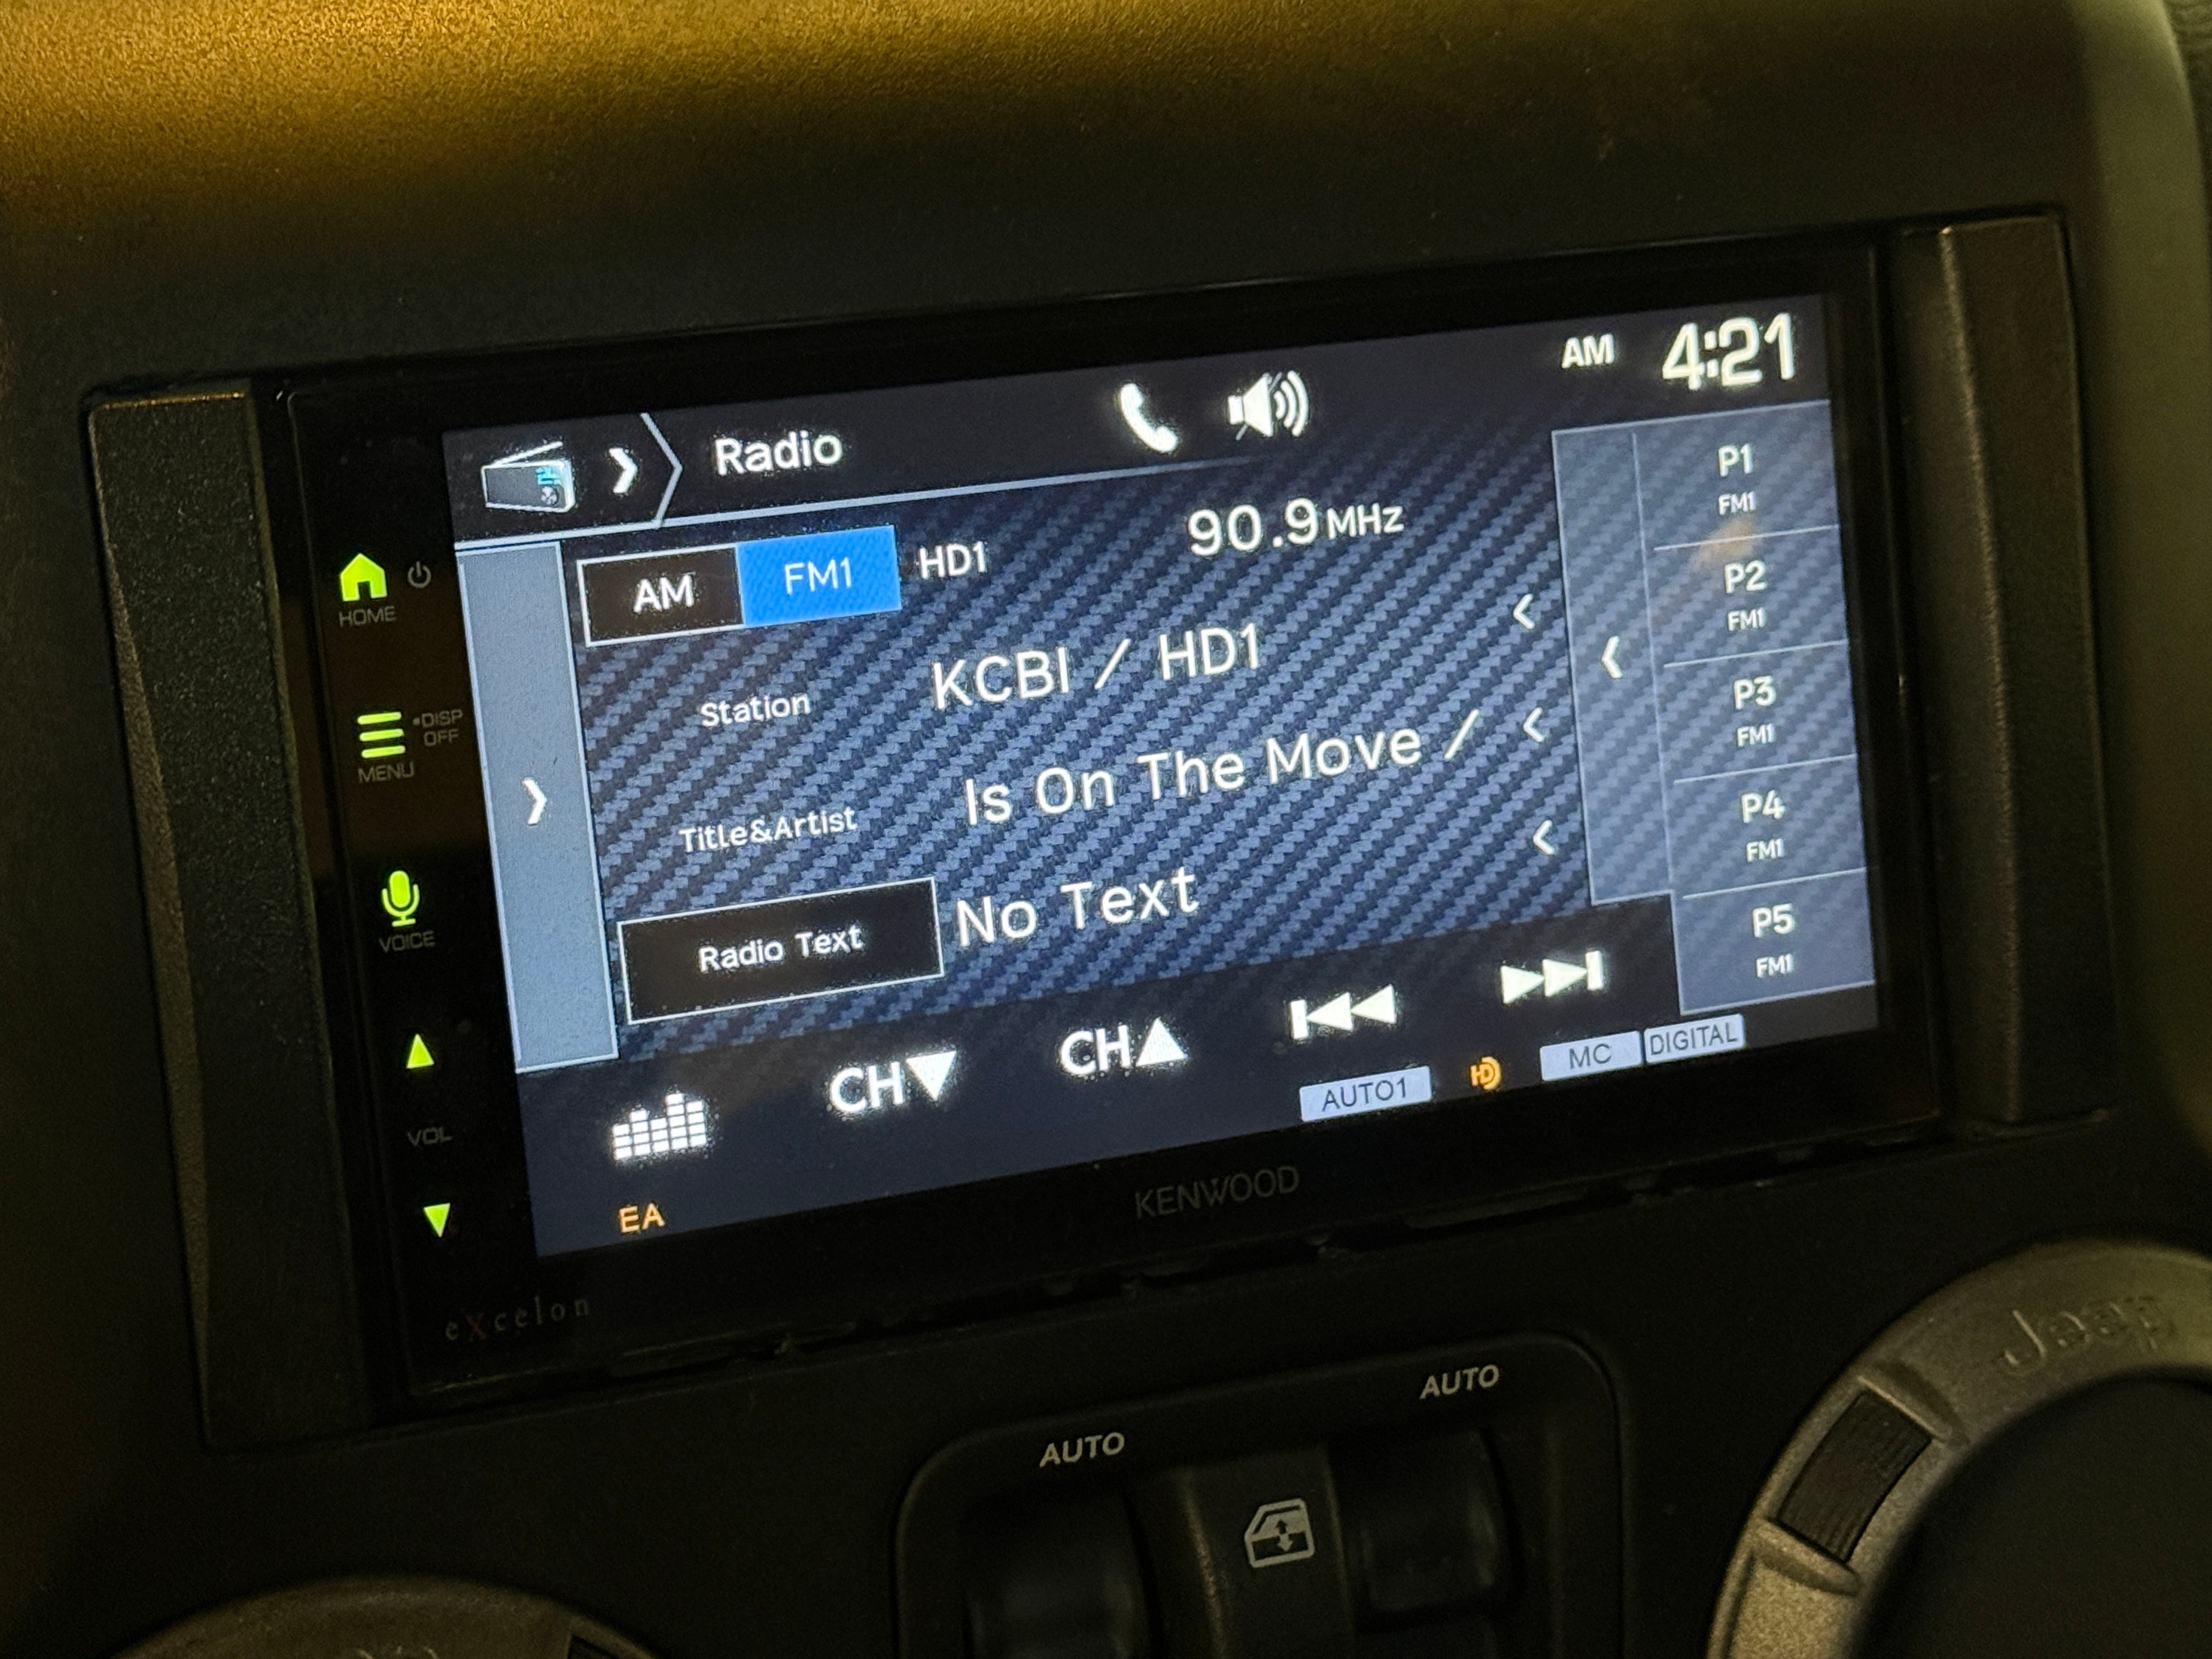 AM 4:21
Radio
AM FM1 HD1 90.9MHz
Station KCBI / HD1
Title&Artist Is On The Move /
Radio Text No Text
P1
FM1
P2
FM1
P3
FM1
P4
FM1
P5
FM1
CH▼ CH▲
AUTO1 HD MC DIGITAL
EA
HOME
•DISP OFF
MENU
VOICE
VOL
KENWOOD
eXcelon
AUTO AUTO
Jeep